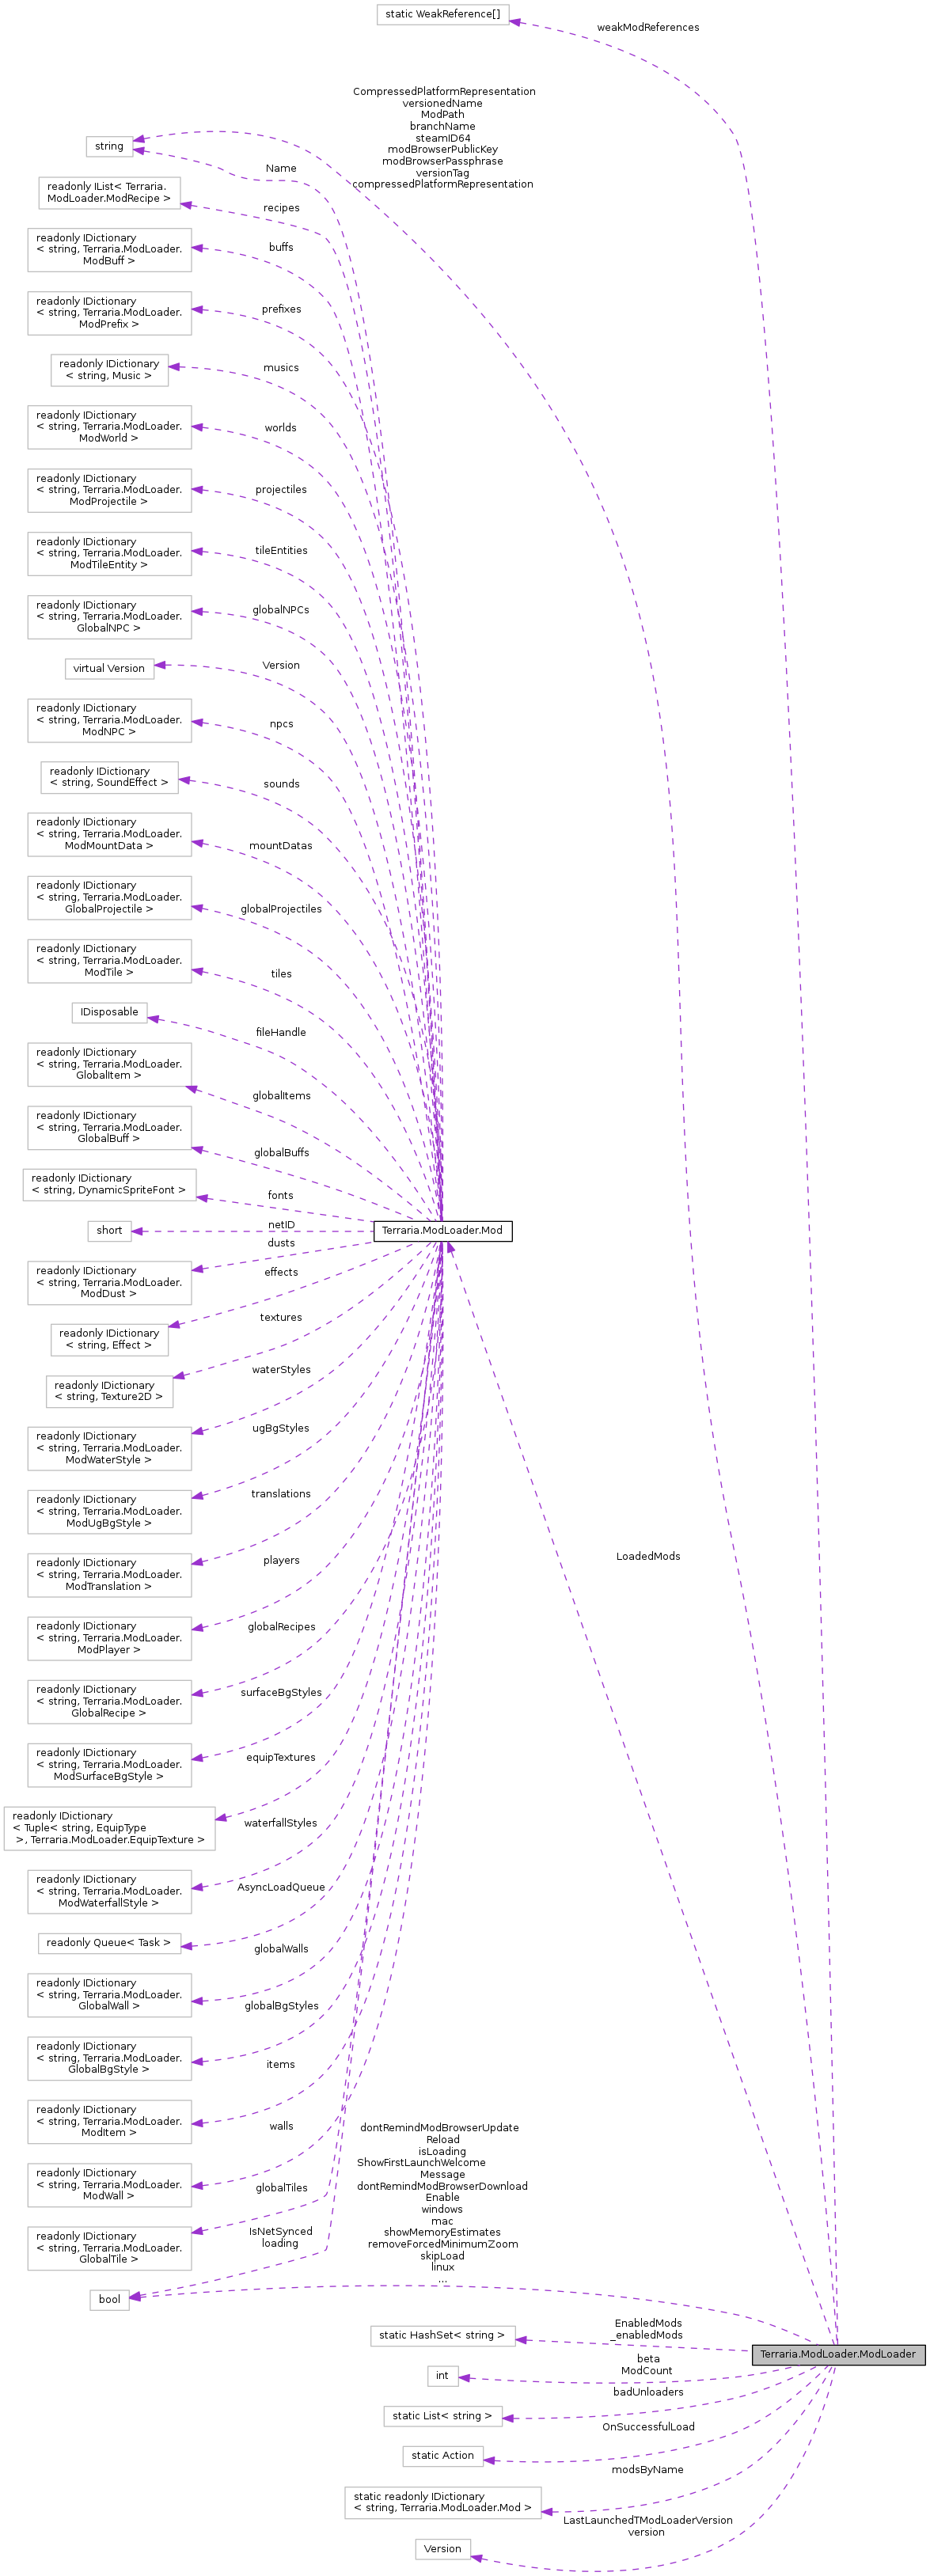 static WeakReference[]
weakModReferences
CompressedPlatformRepresentation
versionedName
ModPath
branchName
steamID64
modBrowserPublicKey
modBrowserPassphrase
versionTag
compressedPlatformRepresentation
string
Name
readonly IList< Terraria.
ModLoader.ModRecipe >
recipes
readonly IDictionary
< string, Terraria.ModLoader.
ModBuff >
buffs
readonly IDictionary
< string, Terraria.ModLoader.
ModPrefix >
prefixes
readonly IDictionary
< string, Music >
musics
readonly IDictionary
< string, Terraria.ModLoader.
ModWorld >
worlds
readonly IDictionary
< string, Terraria.ModLoader.
ModProjectile >
projectiles
readonly IDictionary
< string, Terraria.ModLoader.
ModTileEntity >
tileEntities
readonly IDictionary
< string, Terraria.ModLoader.
GlobalNPC >
globalNPCs
virtual Version
Version
readonly IDictionary
< string, Terraria.ModLoader.
ModNPC >
npcs
readonly IDictionary
< string, SoundEffect >
sounds
readonly IDictionary
< string, Terraria.ModLoader.
ModMountData >
mountDatas
readonly IDictionary
< string, Terraria.ModLoader.
GlobalProjectile >
globalProjectiles
readonly IDictionary
< string, Terraria.ModLoader.
ModTile >
tiles
IDisposable
fileHandle
readonly IDictionary
< string, Terraria.ModLoader.
GlobalItem >
globalItems
readonly IDictionary
< string, Terraria.ModLoader.
GlobalBuff >
globalBuffs
readonly IDictionary
< string, DynamicSpriteFont >
fonts
short
netID
Terraria.ModLoader.Mod
dusts
readonly IDictionary
< string, Terraria.ModLoader.
ModDust >
effects
readonly IDictionary
< string, Effect >
textures
readonly IDictionary
< string, Texture2D >
waterStyles
readonly IDictionary
< string, Terraria.ModLoader.
ModWaterStyle >
ugBgStyles
readonly IDictionary
< string, Terraria.ModLoader.
ModUgBgStyle >
translations
readonly IDictionary
< string, Terraria.ModLoader.
ModTranslation >
LoadedMods
players
readonly IDictionary
< string, Terraria.ModLoader.
ModPlayer >
globalRecipes
readonly IDictionary
< string, Terraria.ModLoader.
GlobalRecipe >
surfaceBgStyles
readonly IDictionary
< string, Terraria.ModLoader.
ModSurfaceBgStyle >
equipTextures
readonly IDictionary
< Tuple< string, EquipType
>, Terraria.ModLoader.EquipTexture >
waterfallStyles
readonly IDictionary
< string, Terraria.ModLoader.
ModWaterfallStyle >
AsyncLoadQueue
readonly Queue< Task >
globalWalls
readonly IDictionary
< string, Terraria.ModLoader.
GlobalWall >
globalBgStyles
readonly IDictionary
< string, Terraria.ModLoader.
GlobalBgStyle >
items
readonly IDictionary
< string, Terraria.ModLoader.
ModItem >
walls
readonly IDictionary
< string, Terraria.ModLoader.
ModWall >
globalTiles
readonly IDictionary
< string, Terraria.ModLoader.
GlobalTile >
IsNetSynced
loading
bool
dontRemindModBrowserUpdate
Reload
isLoading
ShowFirstLaunchWelcome
Message
dontRemindModBrowserDownload
Enable
windows
mac
showMemoryEstimates
removeForcedMinimumZoom
skipLoad
linux
...
static HashSet< string >
EnabledMods
_enabledMods
Terraria.ModLoader.ModLoader
int
beta
ModCount
static List< string >
badUnloaders
static Action
OnSuccessfulLoad
static readonly IDictionary
< string, Terraria.ModLoader.Mod >
modsByName
LastLaunchedTModLoaderVersion
version
Version